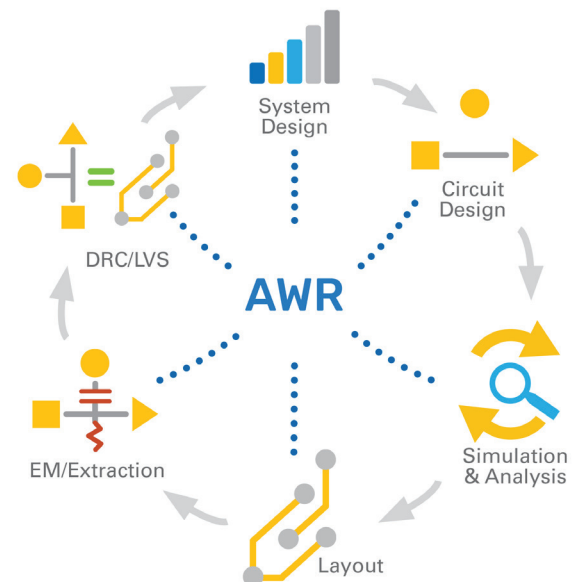 System
Design
Circuit
Design
DRC/LVS
AWR
EM/Extraction
Simulation
& Analysis
Layout